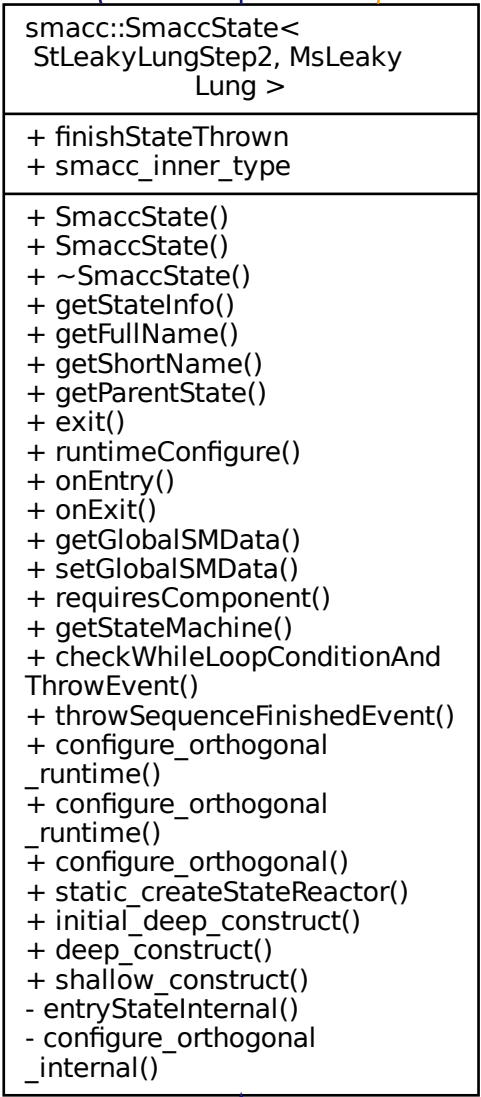 smacc::SmaccState<
StLeakyLungStep2, MsLeaky
Lung >
+ finishStateThrown
+ smacc_inner_type
+ SmaccState()
+ SmaccState()
+ ~SmaccState()
+ getStateInfo()
+ getFullName()
+ getShortName()
+ getParentState()
+ exit()
+ runtimeConfigure()
+ onEntry()
+ onExit()
+ getGlobalSMData()
+ setGlobalSMData()
+ requiresComponent()
+ getStateMachine()
+ checkWhileLoopConditionAnd
ThrowEvent()
+ throwSequenceFinishedEvent()
+ configure_orthogonal
_runtime()
+ configure_orthogonal
_runtime()
+ configure_orthogonal()
+ static_createStateReactor()
+ initial_deep_construct()
+ deep_construct()
+ shallow_construct()
- entryStateInternal()
- configure_orthogonal
_internal()